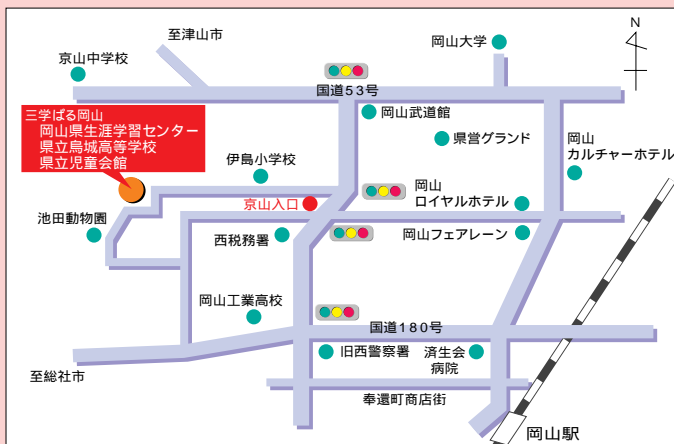 至津山市
岡山大学
N
京山中学校
国道53号
三学ぱる岡山
岡山県生涯学習センター
県立烏城高等学校
県立児童会館
岡山武道館
県営グランド
岡山
カルチャーホテル
伊島小学校
京山入口
岡山
ロイヤルホテル
池田動物園
西税務署
岡山フェアレーン
岡山工業高校
国道180号
旧西警察署
済生会
病院
至総社市
奉還町商店街
岡山駅